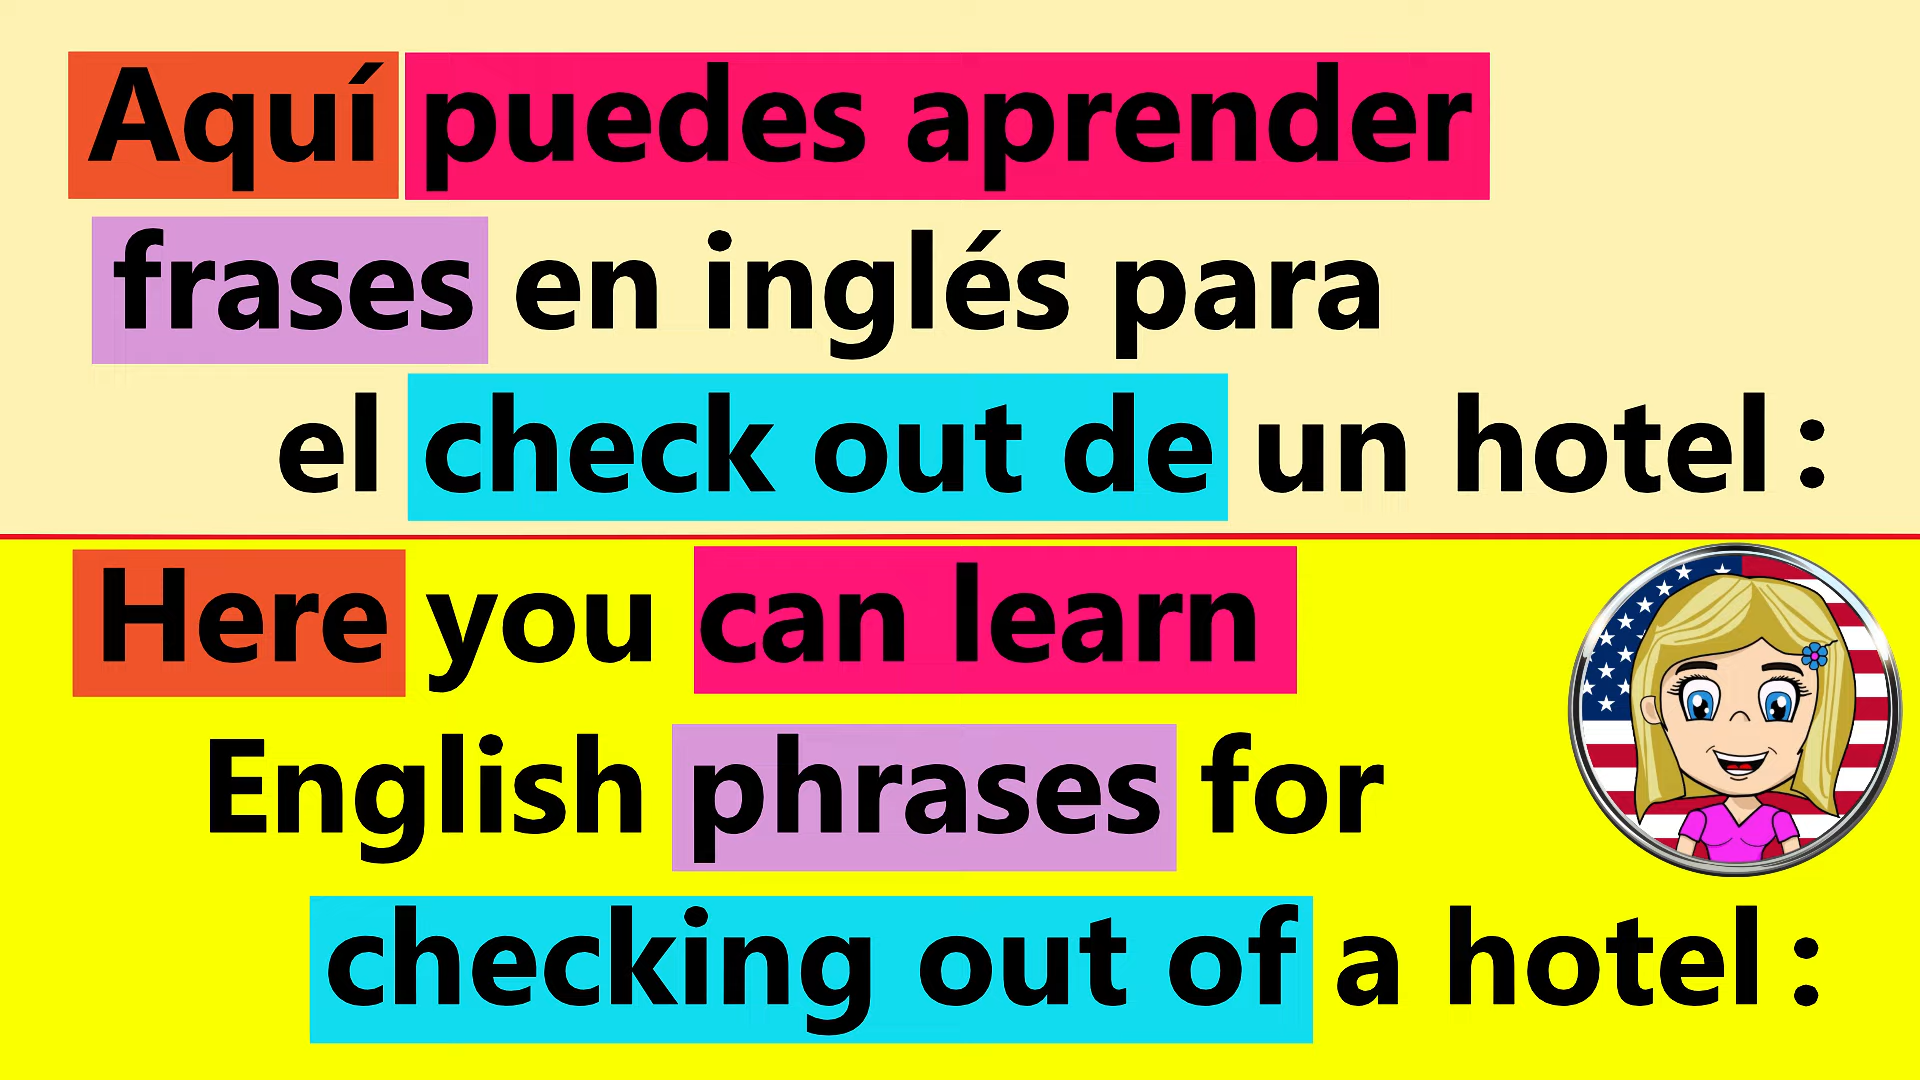 Aquí puedes aprender
frases en inglés para
el check out de un hotel :
Here you can learn
English phrases for
checking out of a hotel :